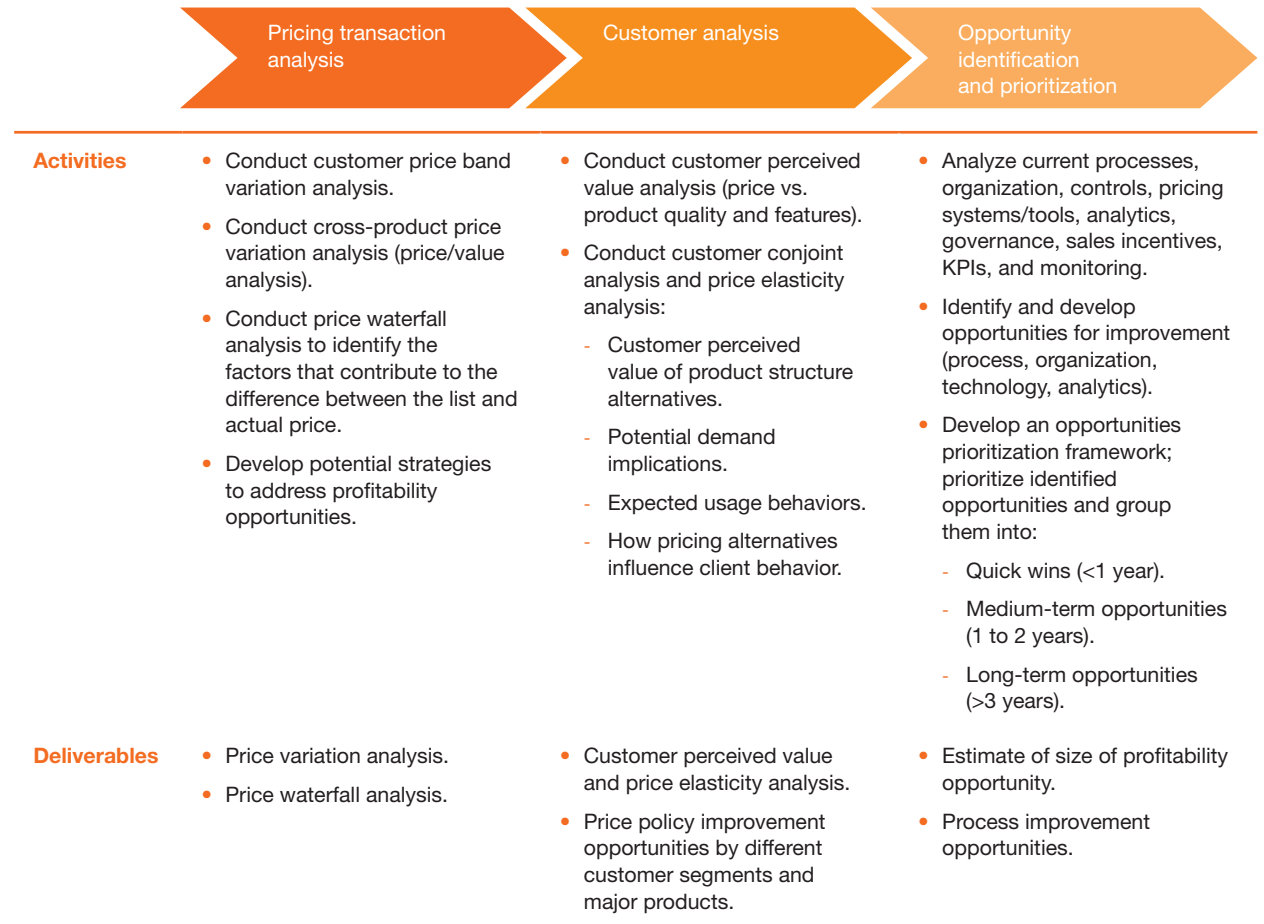 Pricing transaction
analysis
Customer analysis
Opportunity
identification
and prioritization
Activities
• Conduct customer price band
variation analysis.
• Conduct cross-product price
variation analysis (price/value
analysis).
• Conduct price waterfall
analysis to identify the
factors that contribute to the
difference between the list and
actual price.
• Develop potential strategies
to address profitability
opportunities.
• Conduct customer perceived
value analysis (price vs.
product quality and features).
• Conduct customer conjoint
analysis and price elasticity
analysis:
- Customer perceived
value of product structure
alternatives.
- Potential demand
implications.
- Expected usage behaviors.
- How pricing alternatives
influence client behavior.
• Analyze current processes,
organization, controls, pricing
systems/tools, analytics,
governance, sales incentives,
KPIs, and monitoring.
• Identify and develop
opportunities for improvement
(process, organization,
technology, analytics).
• Develop an opportunities
prioritization framework;
prioritize identified
opportunities and group
them into:
- Quick wins (<1 year).
- Medium-term opportunities
(1 to 2 years).
- Long-term opportunities
(>3 years).
Deliverables
• Price variation analysis.
• Price waterfall analysis.
• Customer perceived value
and price elasticity analysis.
• Price policy improvement
opportunities by different
customer segments and
major products.
• Estimate of size of profitability
opportunity.
• Process improvement
opportunities.